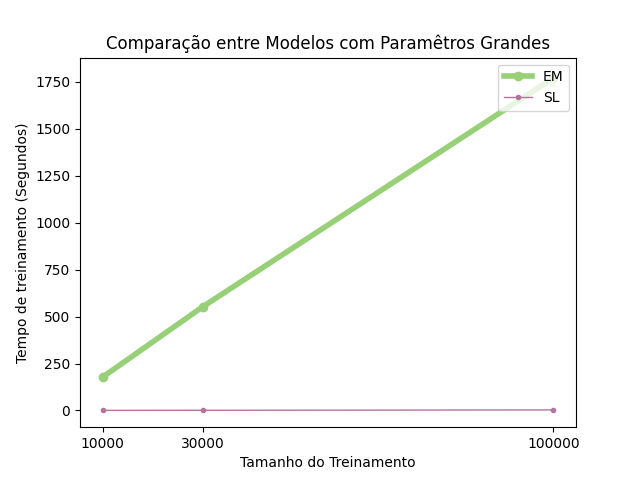 Comparação entre Modelos com Paramêtros Grandes
EM
SL
Tempo de treinamento (Segundos)
1750
1500
1250
1000
750
500
250
0
10000
30000
100000
Tamanho do Treinamento